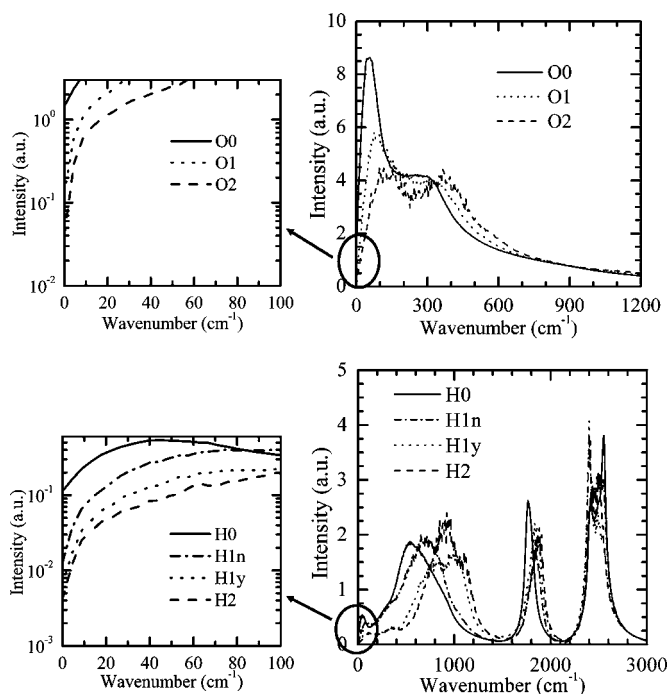 Intensity (a.u.)
10^0
10^-1
10^-2
O0
O1
O2
0 20 40 60 80 100
Wavenumber (cm^-1)
Intensity (a.u.)
10
8
6
4
2
0
O0
O1
O2
0 300 600 900 1200
Wavenumber (cm^-1)
Intensity (a.u.)
10^-1
10^-2
10^-3
H0
H1n
H1y
H2
0 20 40 60 80 100
Wavenumber (cm^-1)
Intensity (a.u.)
5
4
3
2
1
0
H0
H1n
H1y
H2
0 1000 2000 3000
Wavenumber (cm^-1)